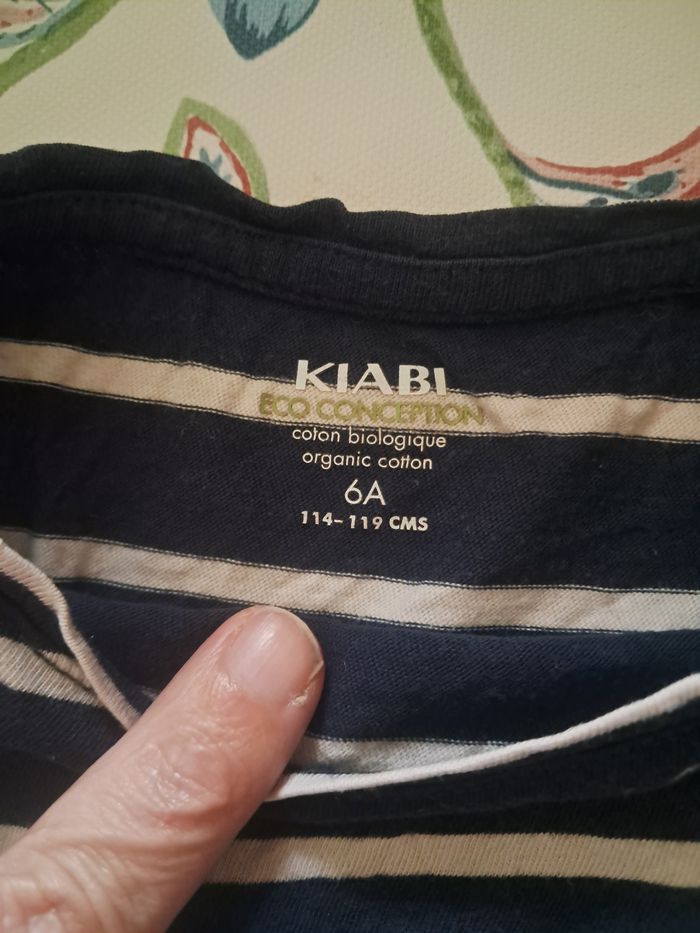 KIABI
ECO CONCEPTION
coton biologique
organic cotton
6A
114-119 CMS